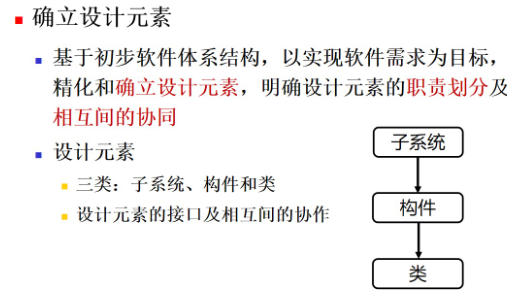 确立设计元素
基于初步软件体系结构，以实现软件需求为目标，
精化和确立设计元素，明确设计元素的职责划分及
相互间的协同
设计元素
三类：子系统、构件和类
设计元素的接口及相互间的协作
子系统
构件
类